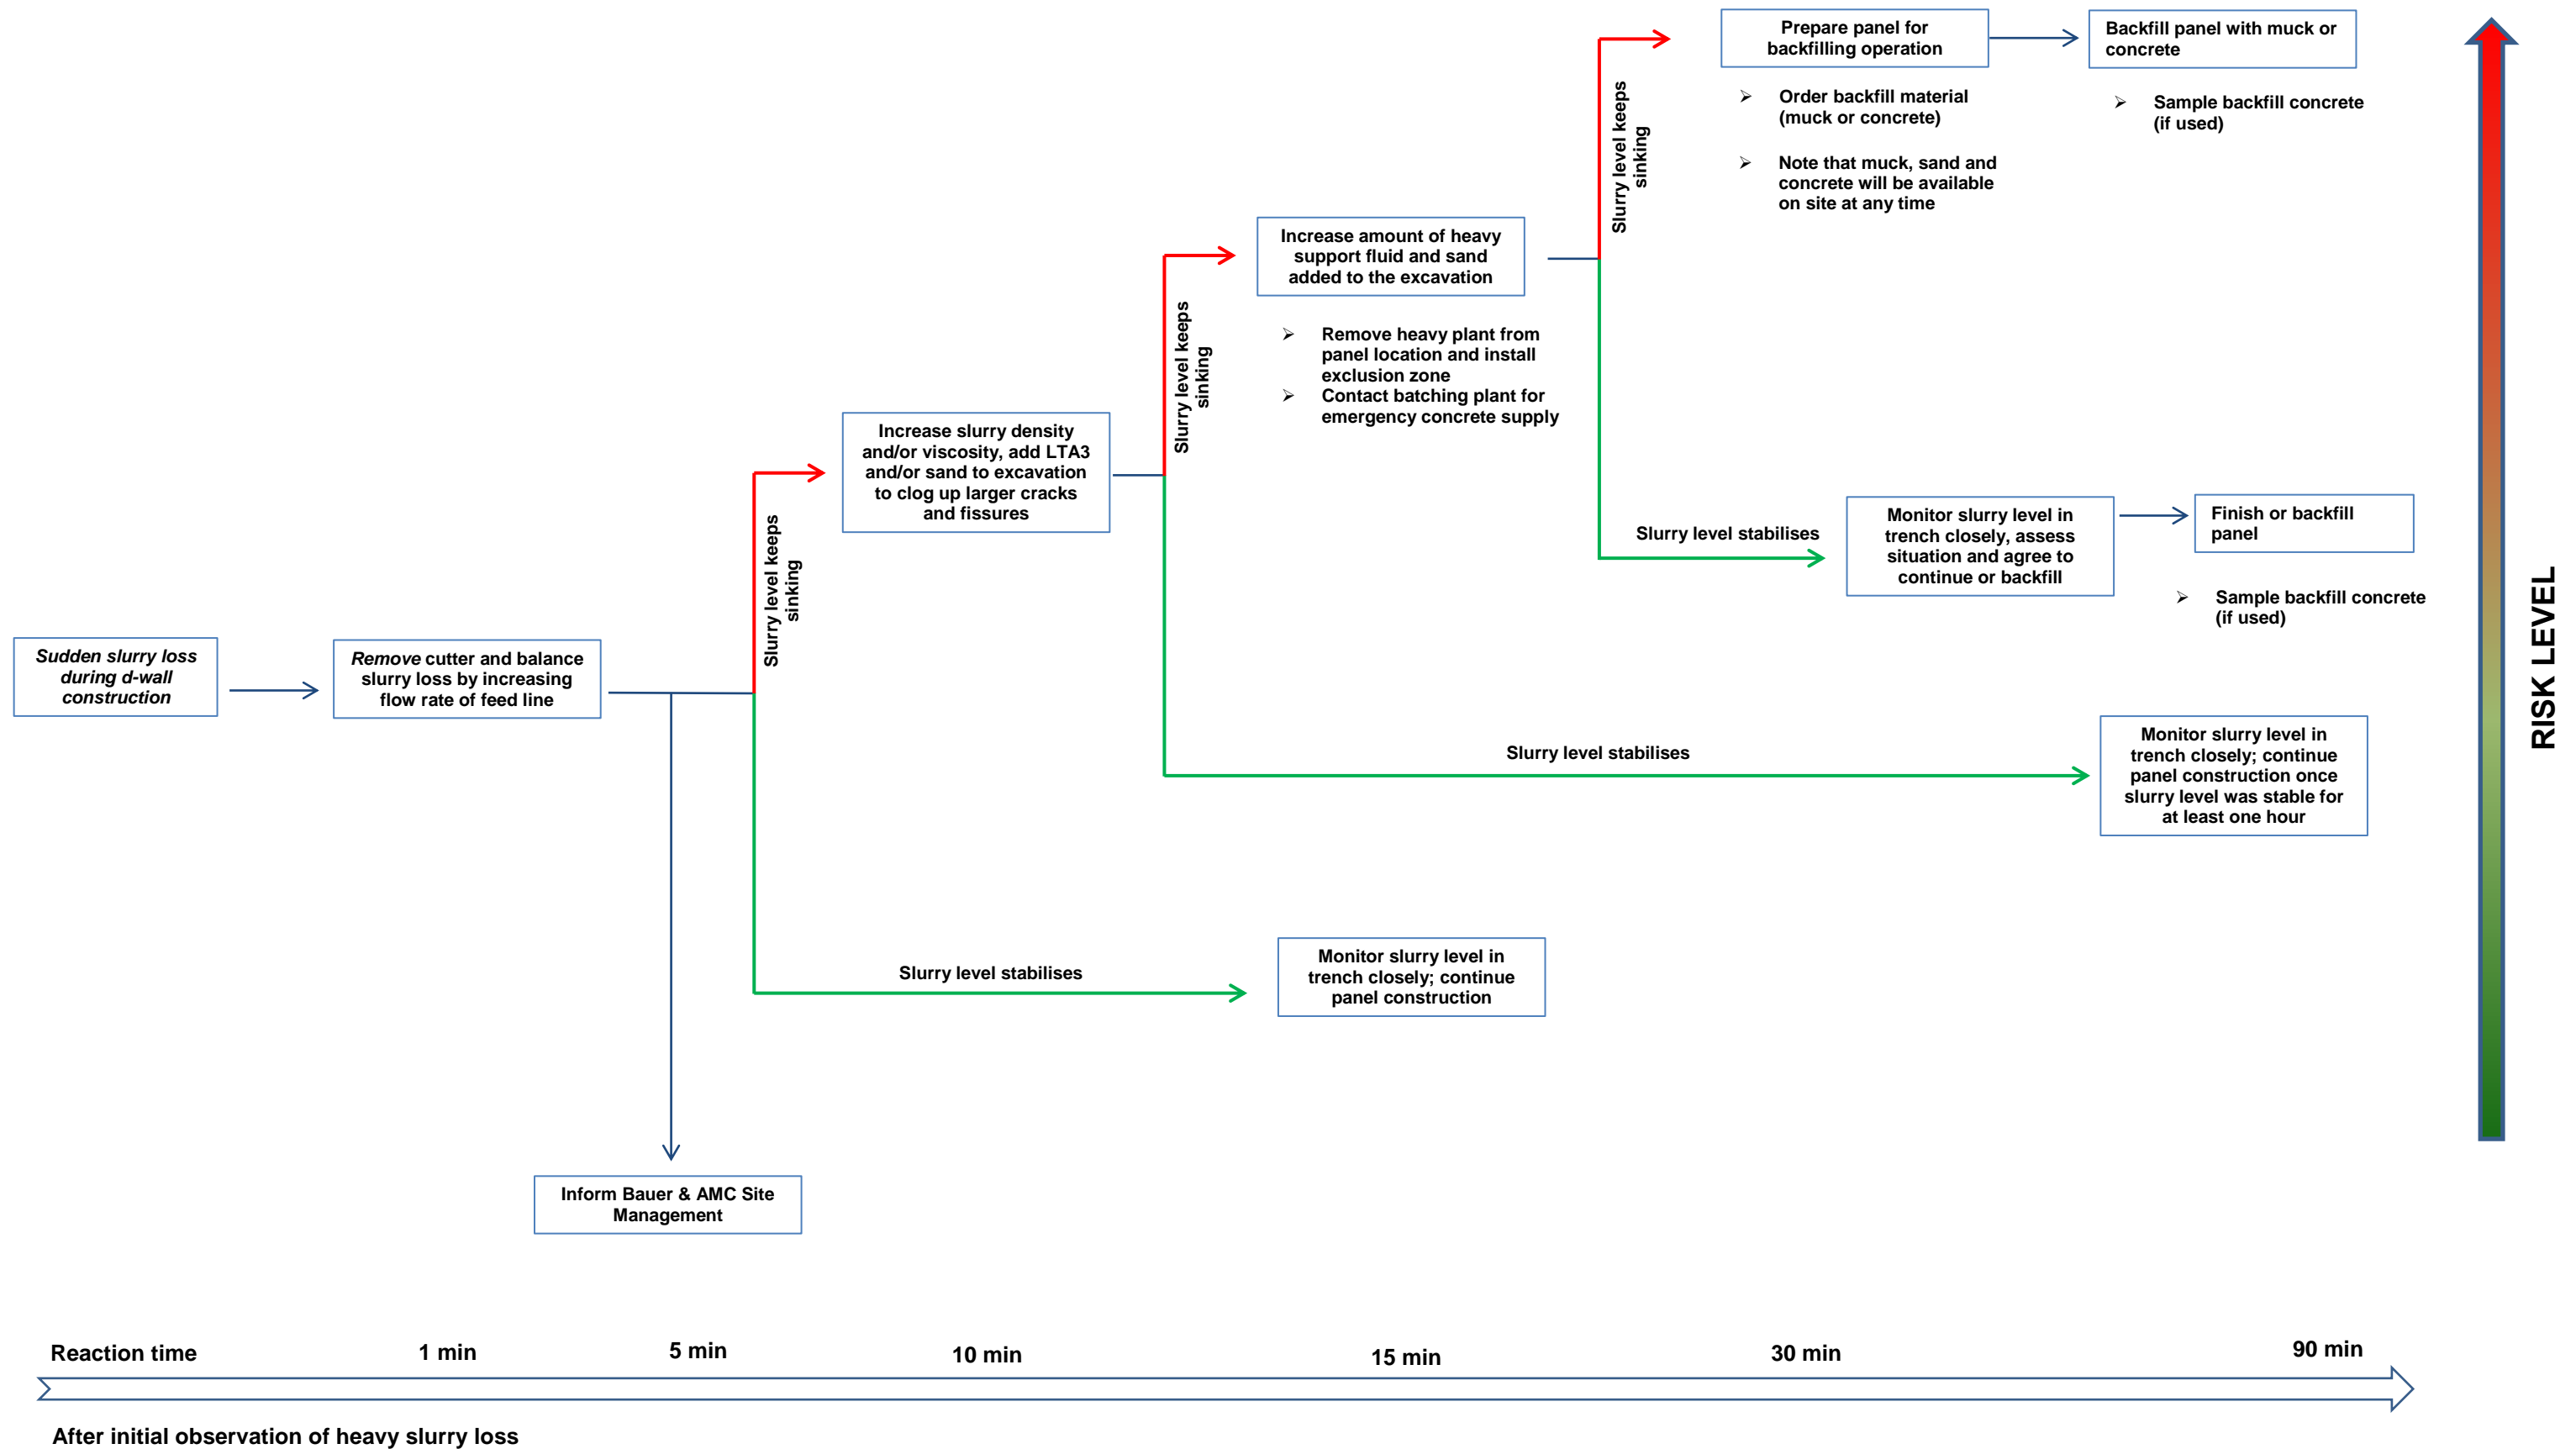 Prepare panel for
backfilling operation
Backfill panel with muck or
concrete
➢ Order backfill material
(muck or concrete)
➢ Note that muck, sand and
concrete will be available
on site at any time
➢ Sample backfill concrete
(if used)
Slurry level keeps
sinking
Increase amount of heavy
support fluid and sand
added to the excavation
➢ Remove heavy plant from
panel location and install
exclusion zone
➢ Contact batching plant for
emergency concrete supply
Slurry level keeps
sinking
Increase slurry density
and/or viscosity, add LTA3
and/or sand to excavation
to clog up larger cracks
and fissures
Slurry level stabilises
Monitor slurry level in
trench closely, assess
situation and agree to
continue or backfill
Finish or backfill
panel
➢ Sample backfill concrete
(if used)
Slurry level keeps
sinking
Sudden slurry loss
during d-wall
construction
Remove cutter and balance
slurry loss by increasing
flow rate of feed line
RISK LEVEL
Slurry level stabilises
Monitor slurry level in
trench closely; continue
panel construction once
slurry level was stable for
at least one hour
Slurry level stabilises
Monitor slurry level in
trench closely; continue
panel construction
Inform Bauer & AMC Site
Management
Reaction time 1 min 5 min 10 min 15 min 30 min 90 min
After initial observation of heavy slurry loss